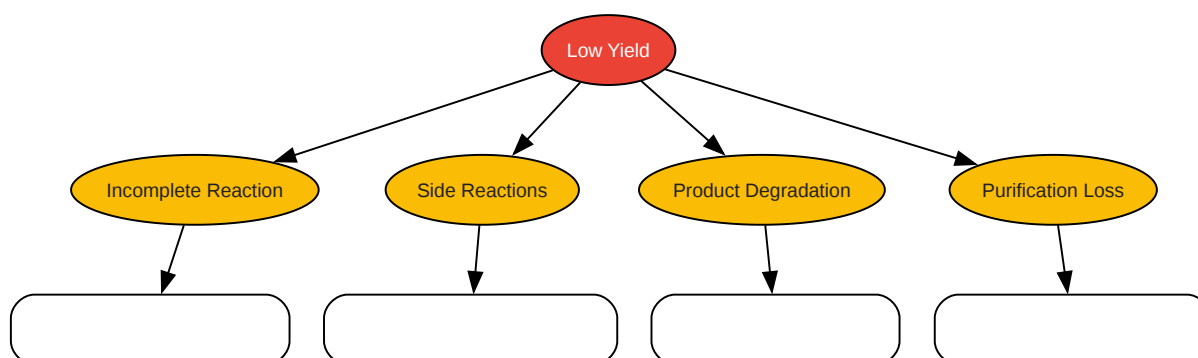 Low Yield
Incomplete Reaction
Side Reactions
Product Degradation
Purification Loss